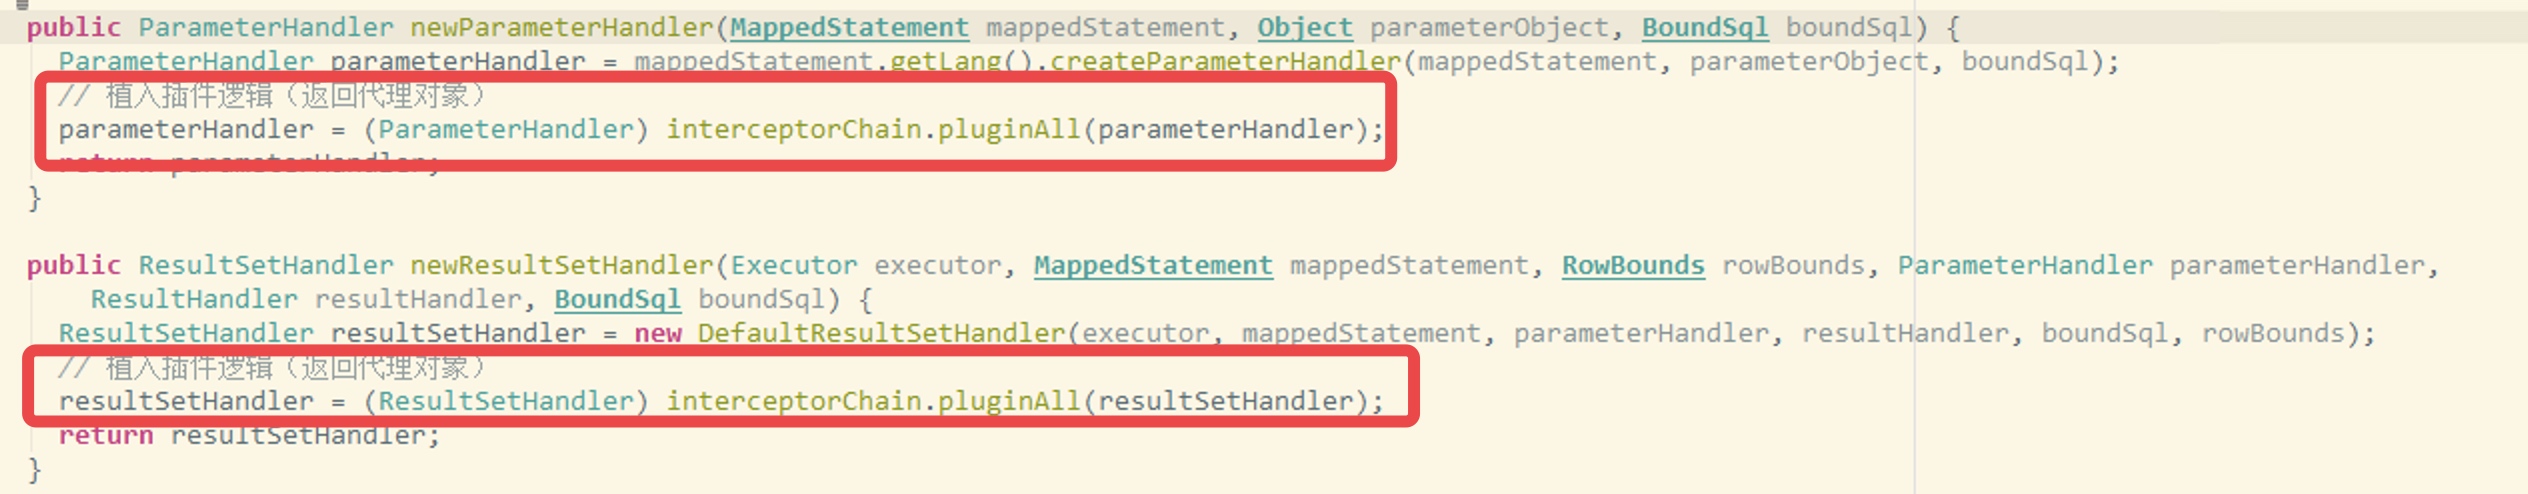 public ParameterHandler newParameterHandler(MappedStatement mappedStatement, Object parameterObject, BoundSql boundSql) {
ParameterHandler parameterHandler = mappedStatement.getLang().createParameterHandler(mappedStatement, parameterObject, boundSql);
// 植入插件逻辑（返回代理对象）
parameterHandler = (ParameterHandler) interceptorChain.pluginAll(parameterHandler);
return parameterHandler;
}
public ResultSetHandler newResultSetHandler(Executor executor, MappedStatement mappedStatement, RowBounds rowBounds, ParameterHandler parameterHandler,
ResultHandler resultHandler, BoundSql boundSql) {
ResultSetHandler resultSetHandler = new DefaultResultSetHandler(executor, mappedStatement, parameterHandler, resultHandler, boundSql, rowBounds);
// 植入插件逻辑（返回代理对象）
resultSetHandler = (ResultSetHandler) interceptorChain.pluginAll(resultSetHandler);
return resultSetHandler;
}